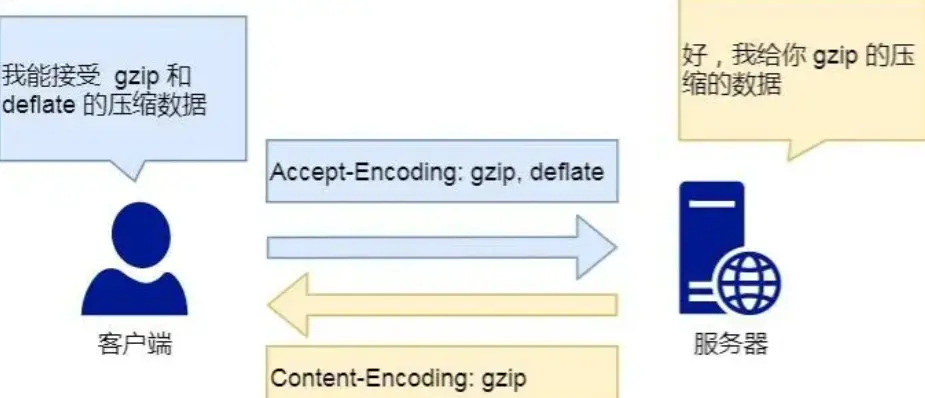 我能接受 gzip 和
deflate 的压缩数据
好，我给你 gzip 的压
缩的数据
Accept-Encoding: gzip, deflate
客户端
服务器
Content-Encoding: gzip